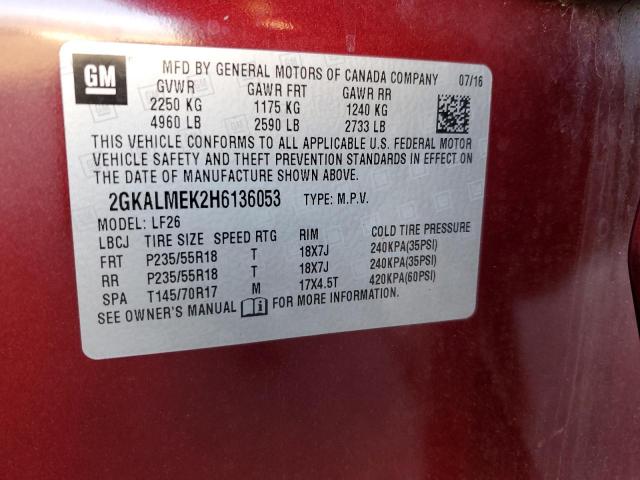 GM
MFD BY GENERAL MOTORS OF CANADA COMPANY 07/16
GVWR GAWR FRT GAWR RR
2250 KG 1175 KG 1240 KG
4960 LB 2590 LB 2733 LB
THIS VEHICLE CONFORMS TO ALL APPLICABLE U.S. FEDERAL MOTOR
VEHICLE SAFETY AND THEFT PREVENTION STANDARDS IN EFFECT ON
THE DATE OF MANUFACTURE SHOWN ABOVE.
2GKALMEK2H6136053 TYPE: M.P.V.
MODEL: LF26
LBCJ TIRE SIZE SPEED RTG RIM COLD TIRE PRESSURE
FRT P235/55R18 T 18X7J 240KPA(35PSI)
RR P235/55R18 T 18X7J 240KPA(35PSI)
SPA T145/70R17 M 17X4.5T 420KPA(60PSI)
SEE OWNER'S MANUAL FOR MORE INFORMATION.